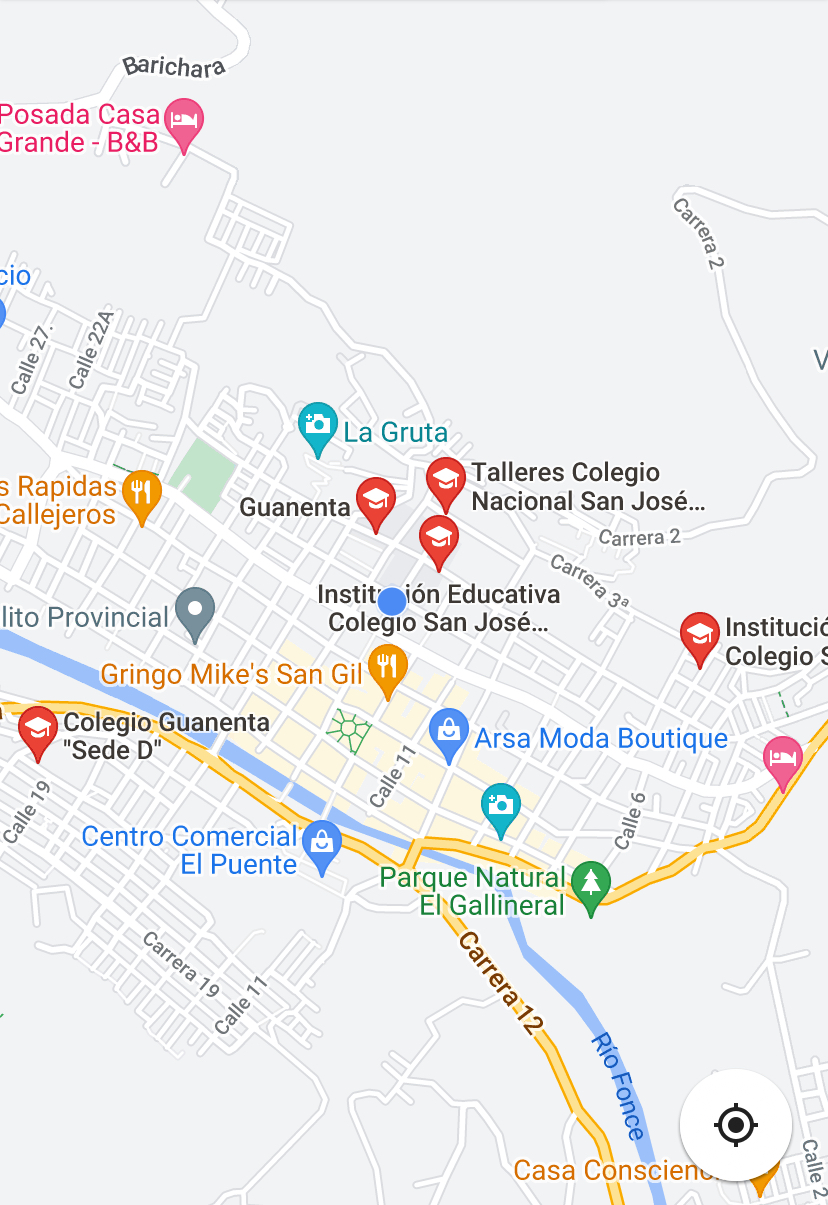 Barichara
Posada Casa
Grande - B&B
Carrera 2
cio
Calle 27.
Calle 22A
V
La Gruta
Talleres Colegio
Nacional San José...
Guanenta
s Rapidas
Callejeros
Carrera 2
Carrera 3ª
Educativa
Colegio San José...
lito Provincial
Institució
Colegio S
Gringo Mike's San Gil
Colegio Guanenta
"Sede D"
Arsa Moda Boutique
Calle 11
Calle 19
Calle 6
Centro Comercial
El Puente
Parque Natural
El Gallineral
Carrera 12
Carrera 19
Calle 11
Río Fonce
Calle 2
Casa Conscienc